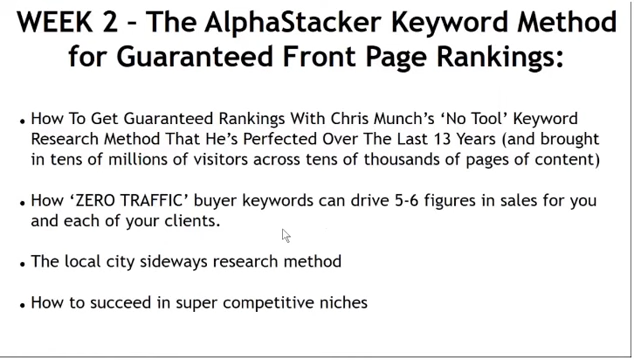 WEEK 2 – The AlphaStacker Keyword Method
for Guaranteed Front Page Rankings:
• How To Get Guaranteed Rankings With Chris Munch's 'No Tool' Keyword
Research Method That He's Perfected Over The Last 13 Years (and brought
in tens of millions of visitors across tens of thousands of pages of content)
• How 'ZERO TRAFFIC' buyer keywords can drive 5-6 figures in sales for you
and each of your clients.
• The local city sideways research method
• How to succeed in super competitive niches